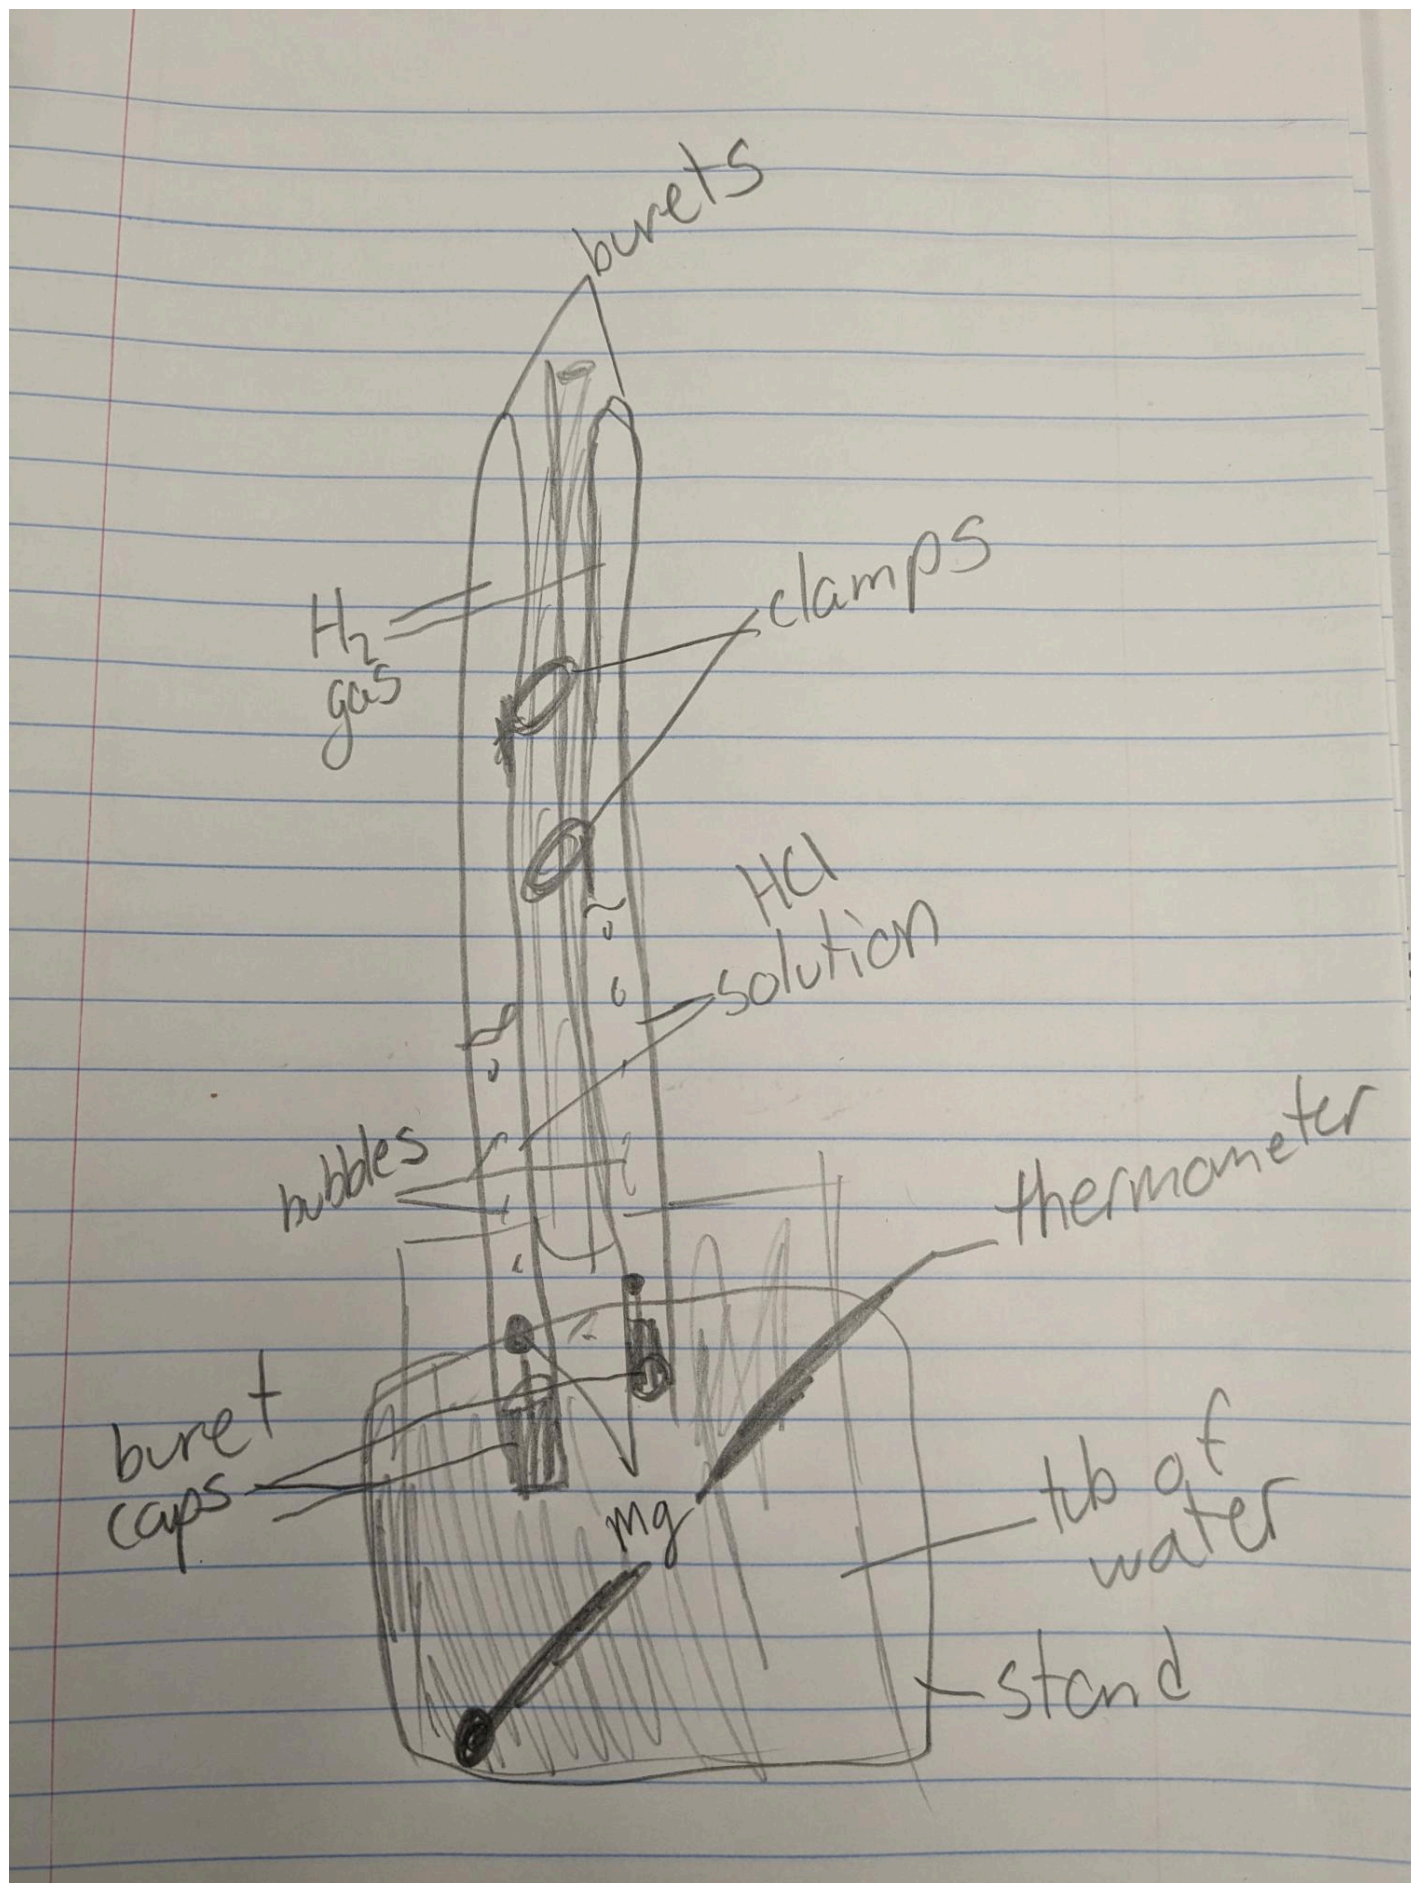 burets
clamps
H2
gas
HCl
solution
bubbles
thermometer
buret
caps
mg
tub of
water
stand